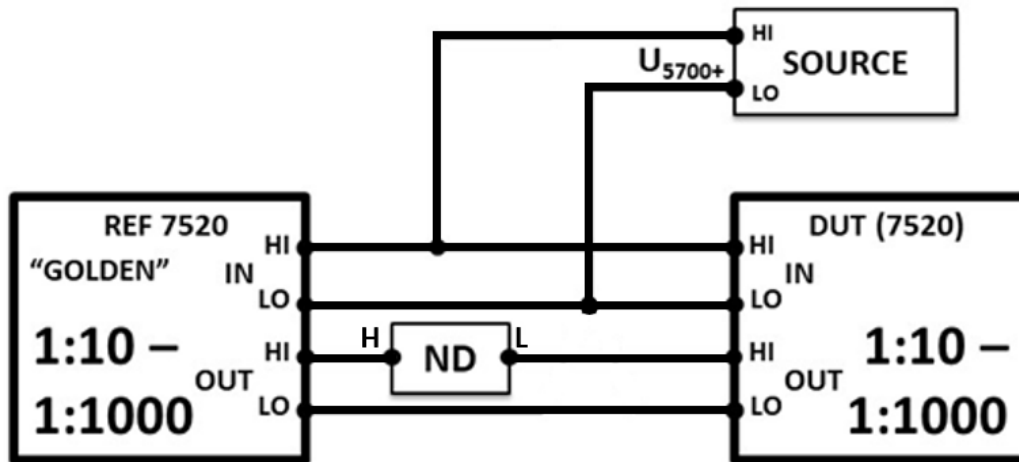 HI
U5700+
SOURCE
LO
REF 7520
"GOLDEN"
HI
IN
LO
1:10 –
HI
OUT
1:1000
LO
H
ND
L
DUT (7520)
HI
IN
LO
HI
1:10 –
OUT
LO
1:1000